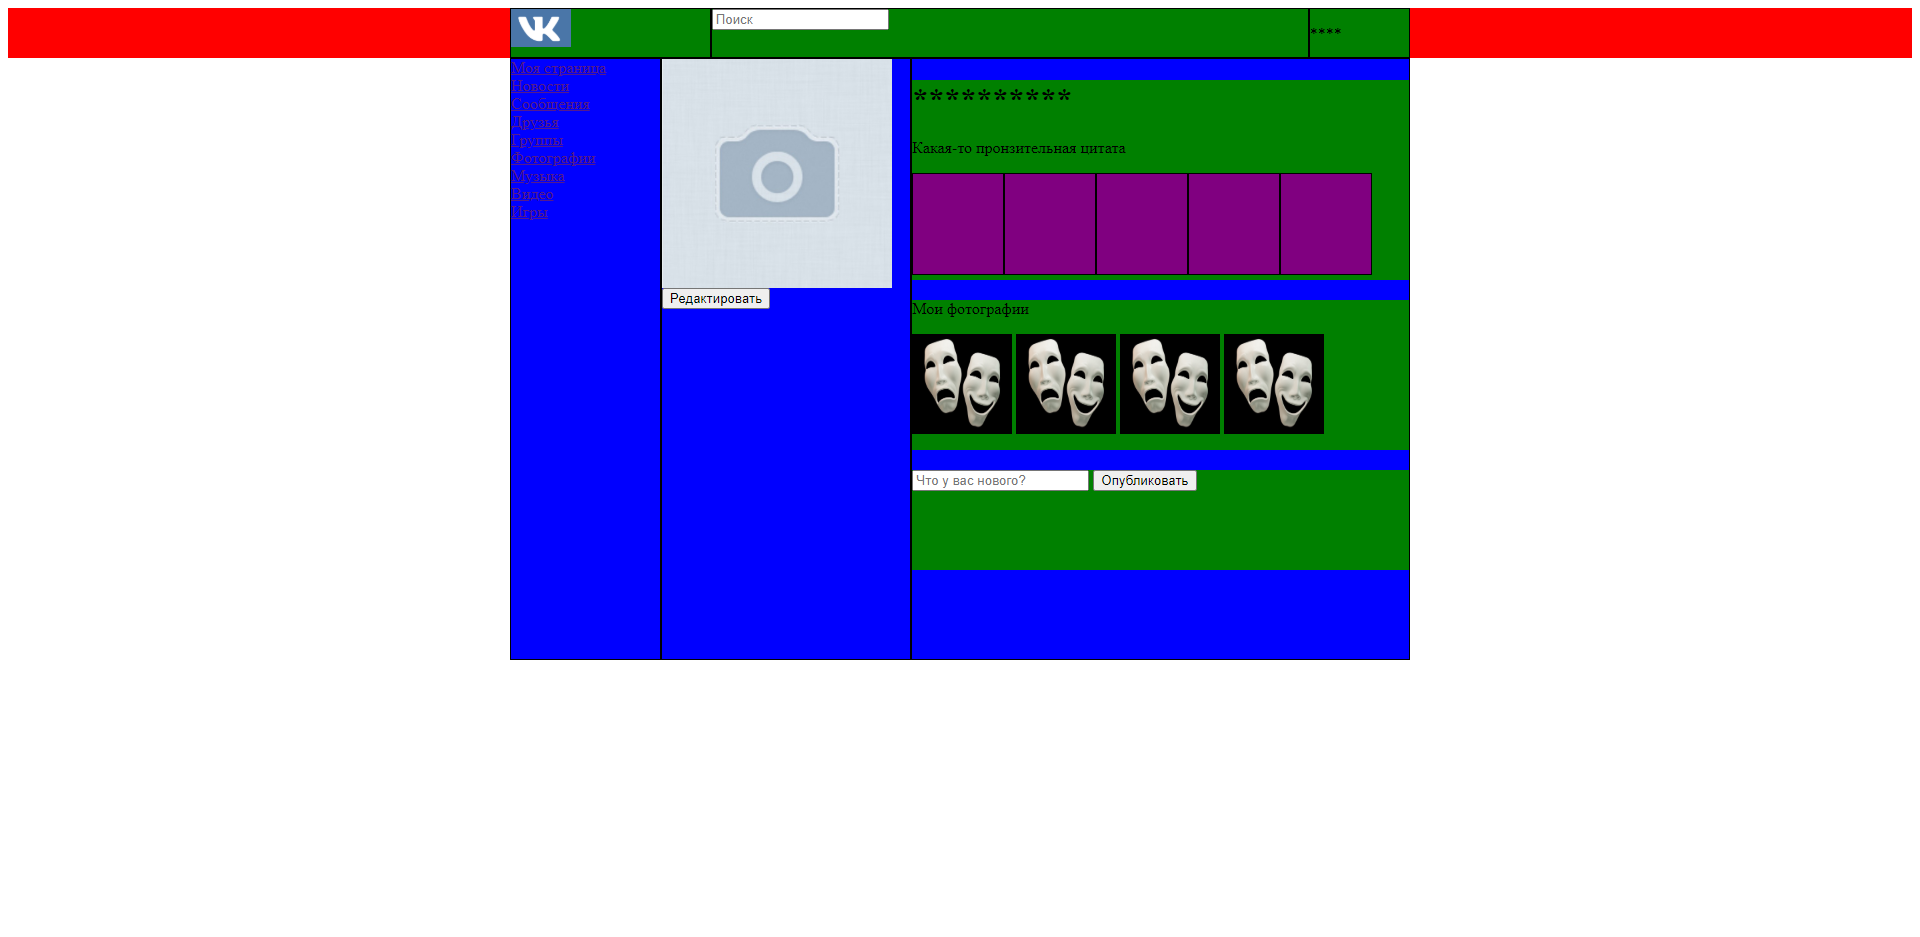 VK
Поиск
****
Моя страница
Новости
Сообщения
Друзья
Группы
Фотографии
Музыка
Видео
Игры
Редактировать
**********
Какая-то пронзительная цитата
Мои фотографии
Что у вас нового? Опубликовать